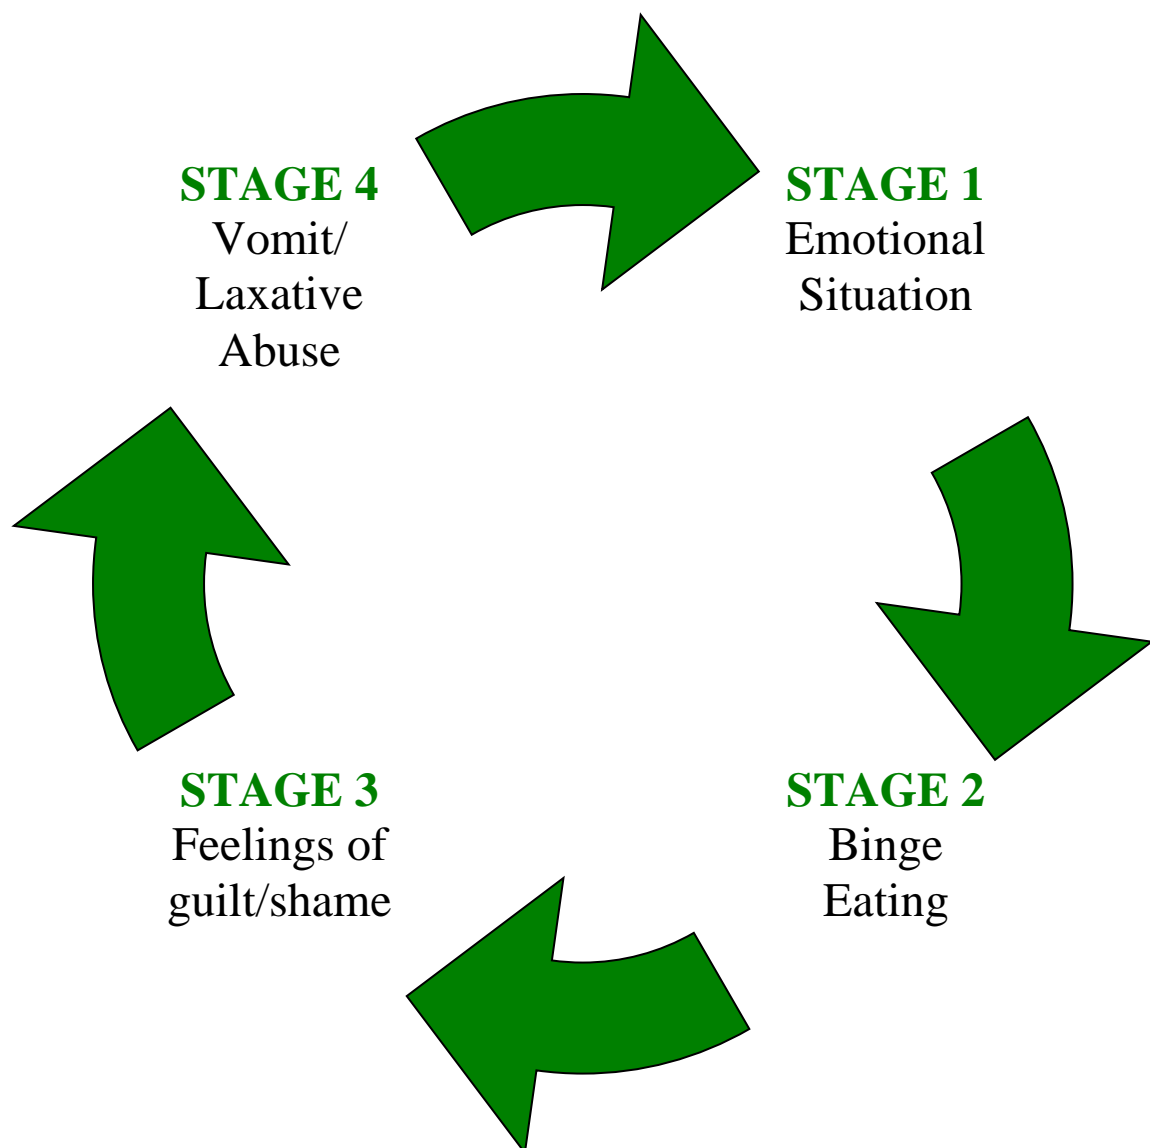 STAGE 4
Vomit/
Laxative
Abuse
STAGE 1
Emotional
Situation
STAGE 3
Feelings of
guilt/shame
STAGE 2
Binge
Eating